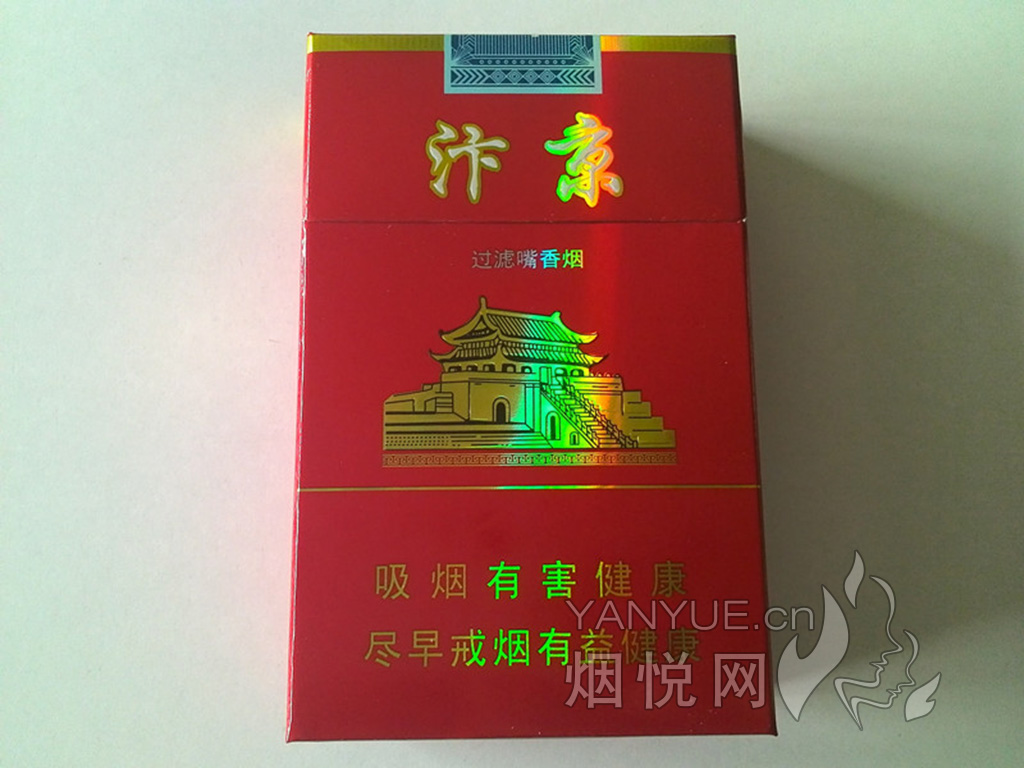 汴京
过滤嘴香烟
吸烟有害健康
尽早戒烟有益健康
YANYUE.cn
烟悦网